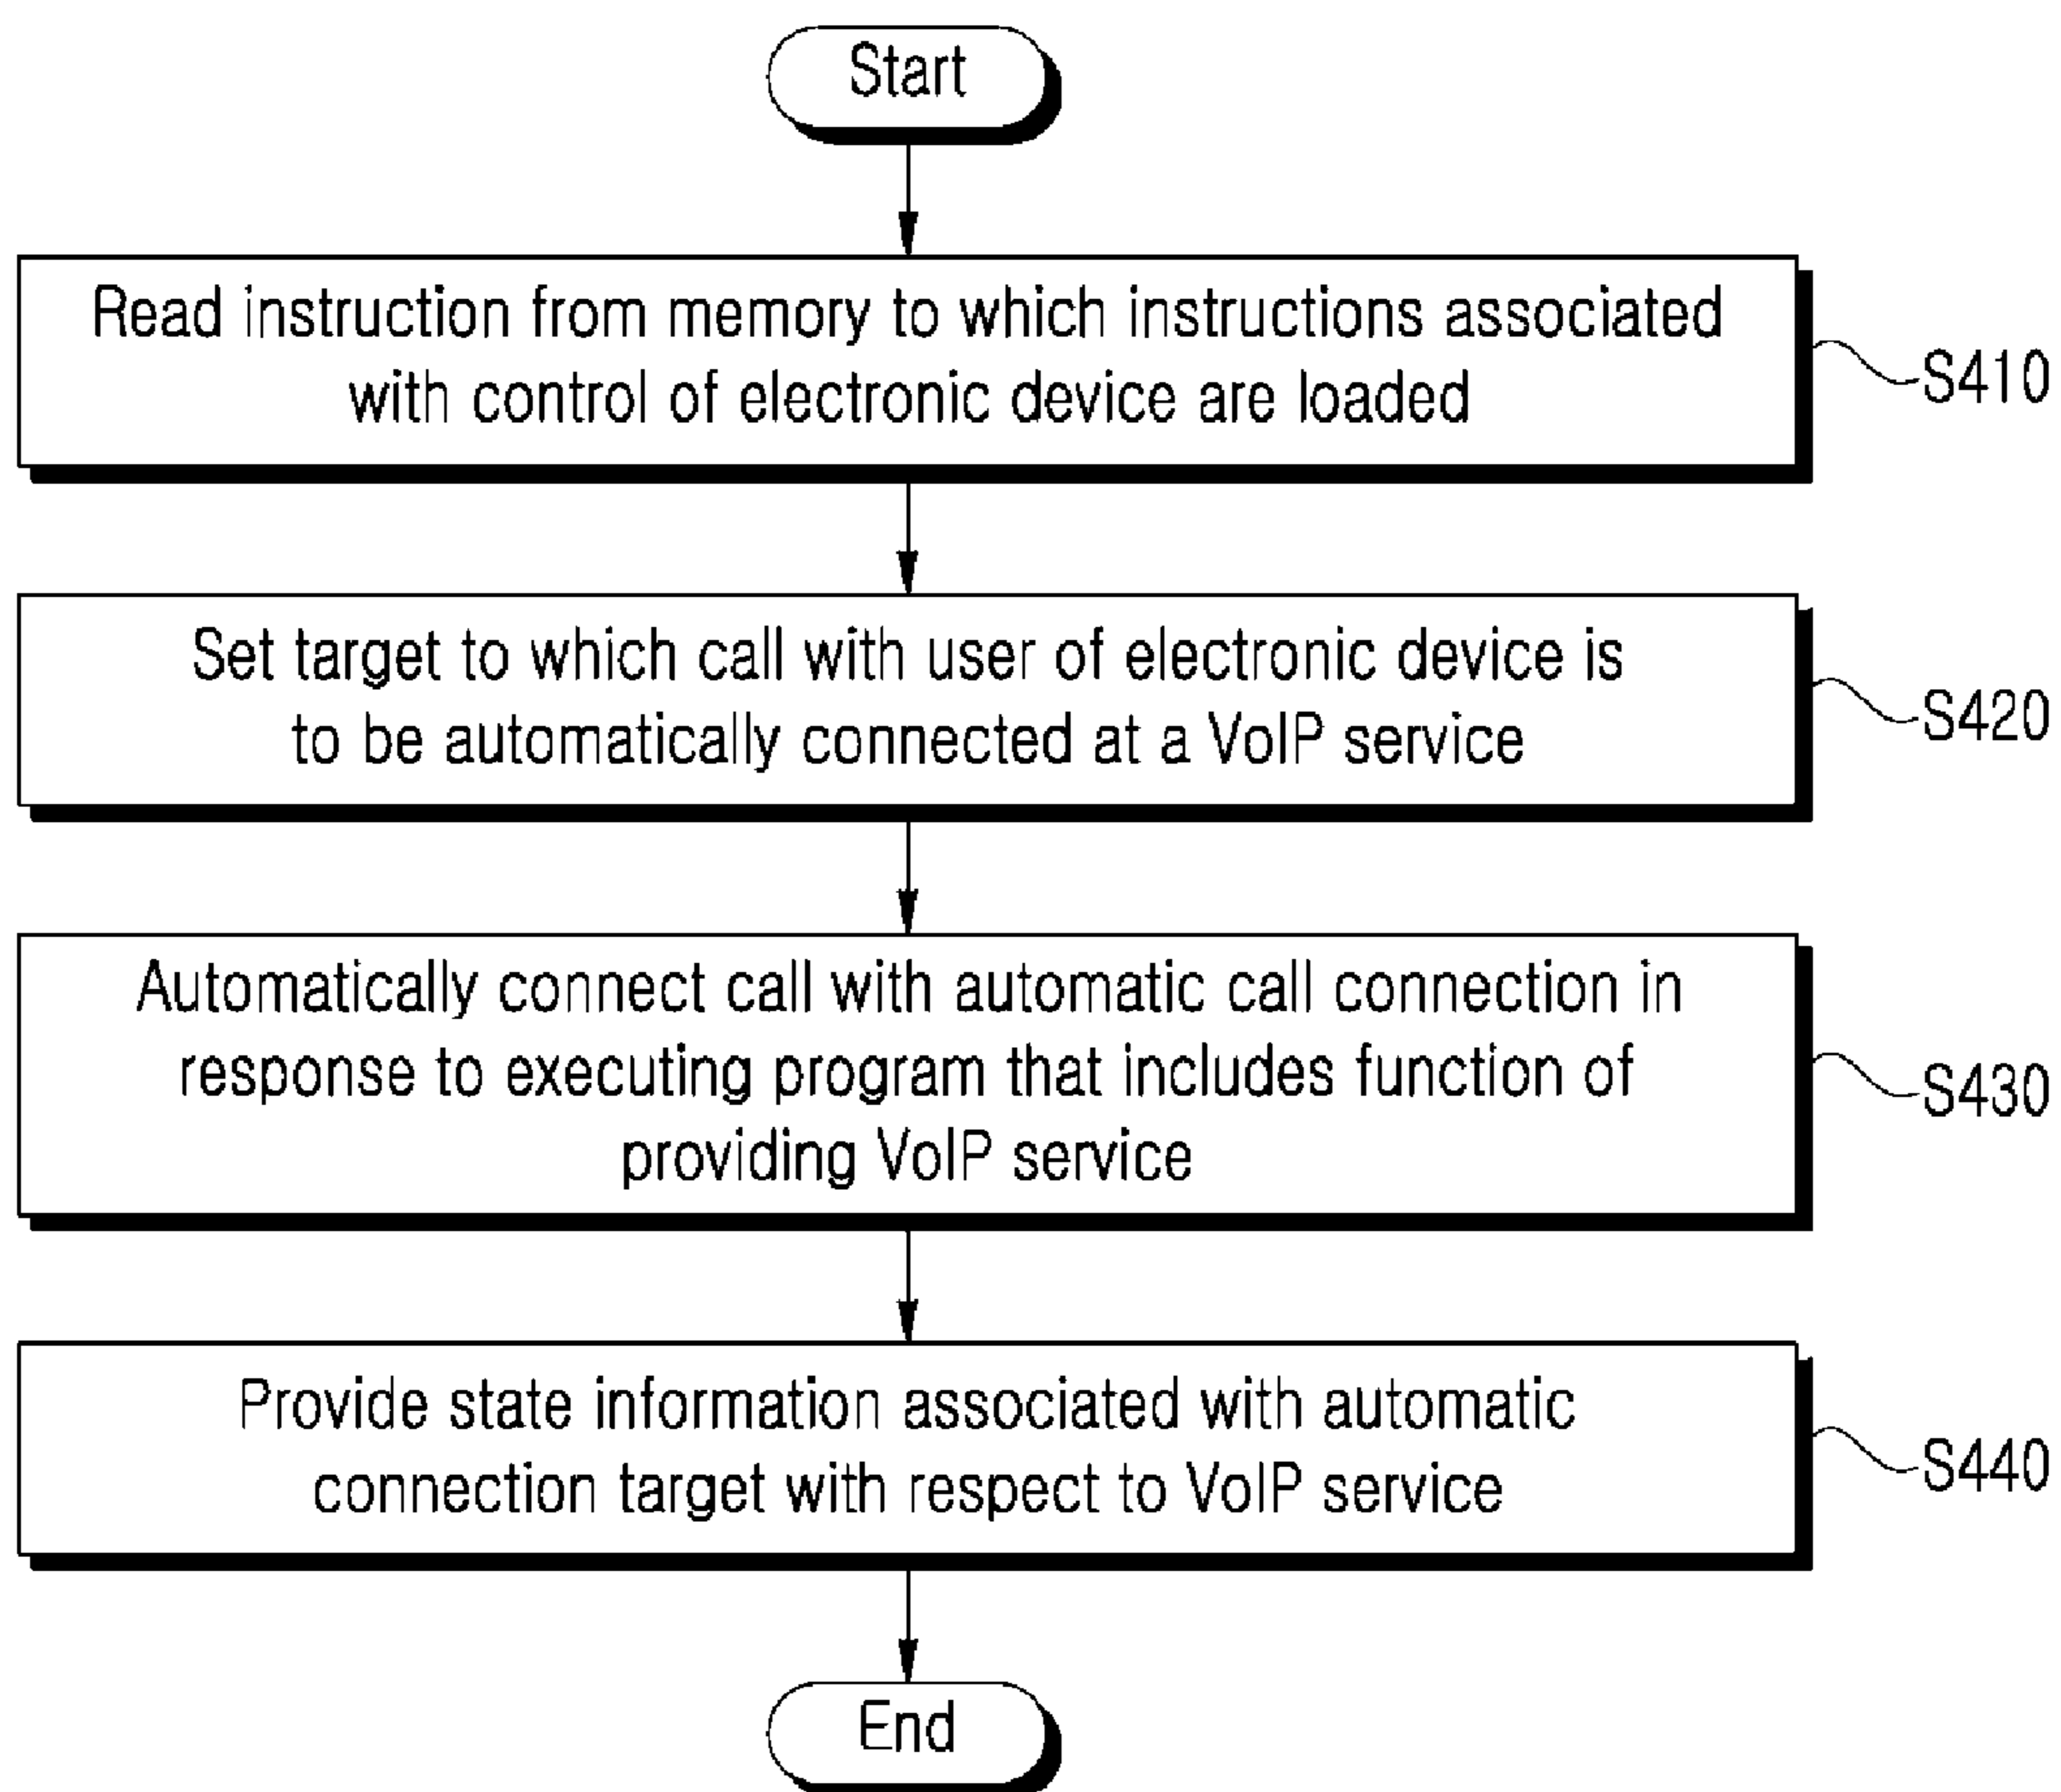 Start
Read instruction from memory to which instructions associated
with control of electronic device are loaded
S410
Set target to which call with user of electronic device is
to be automatically connected at a VoIP service
S420
Automatically connect call with automatic call connection in
response to executing program that includes function of
providing VoIP service
S430
Provide state information associated with automatic
connection target with respect to VoIP service
S440
End